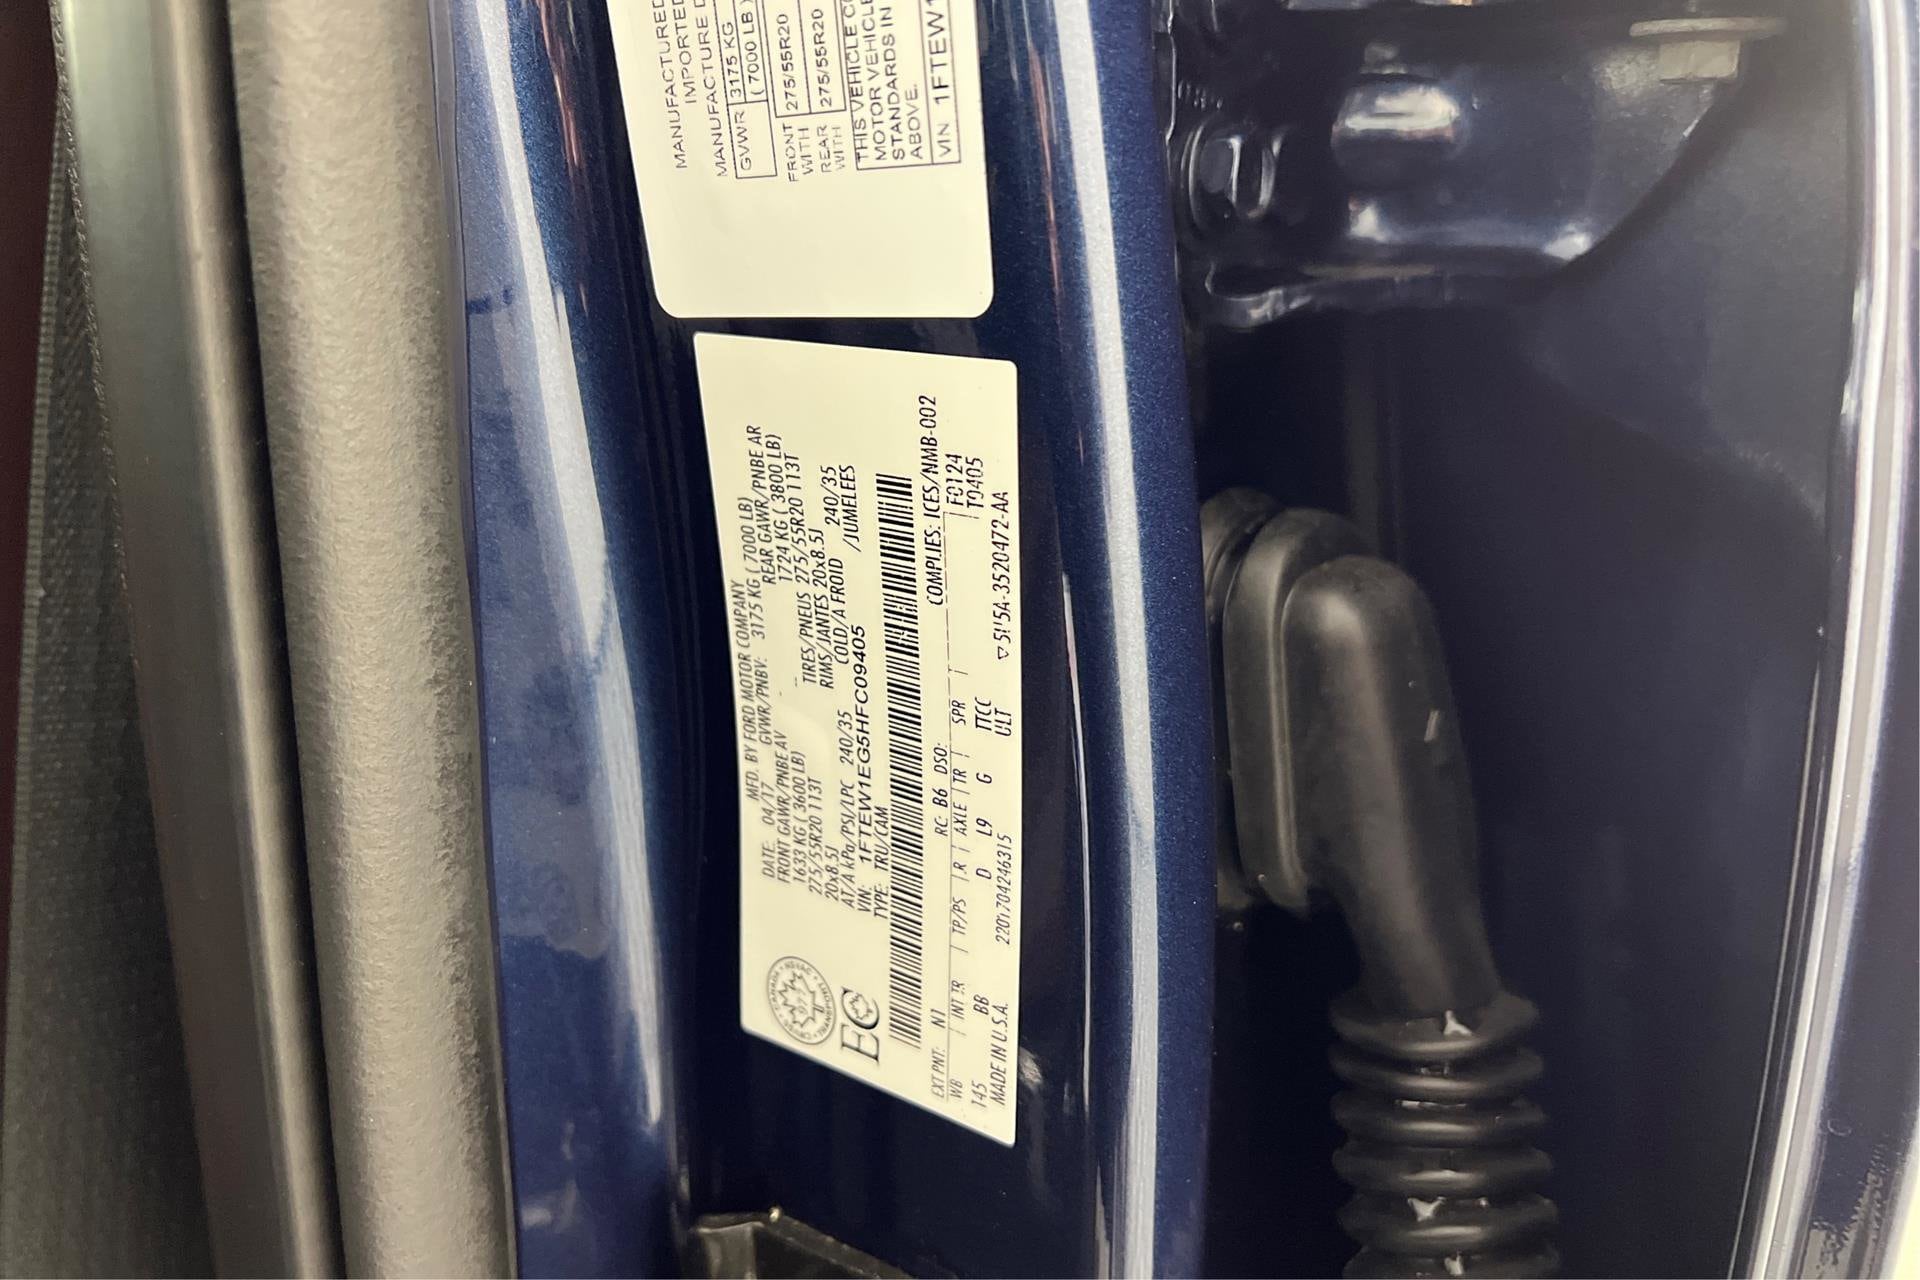 MANUFACTURED
IMPORTED
MANUFACTURE D
GVWR 3175 KG
( 7000 LB )
FRONT 275/55R20
WITH
REAR 275/55R20
WITH
THIS VEHICLE CO
MOTOR VEHICLE
STANDARDS IN
ABOVE.
VIN 1FTEW1
MFD. BY FORD MOTOR COMPANY
DATE: 04/17 GVWR/PNBV: 3175 KG ( 7000 LB)
FRONT GAWR/PNBE AV REAR GAWR/PNBE AR
1633 KG ( 3600 LB) 1724 KG ( 3800 LB)
275/55R20 113T TIRES/PNEUS 275/55R20 113T
20x8.5J RIMS/JANTES 20x8.5J
AT/A kPa/PSI/LPC 240/35 COLD/A FROID 240/35
VIN: 1FTEW1EG5HFC09405 /JUMELEES
TYPE: TRU/CAM
EC
EXT PNT: N1 RC: B6 DSO: COMPLIES: ICES/NMB-002
WB INT TR TP/PS R AXLE TR SPR F0124
145 BB D L9 G TTCC T0405
ULT
MADE IN U.S.A. 220170424